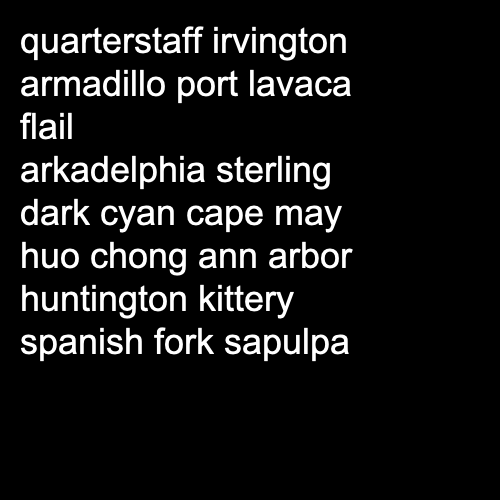 quarterstaff irvington
armadillo port lavaca
flail
arkadelphia sterling
dark cyan cape may
huo chong ann arbor
huntington kittery
spanish fork sapulpa